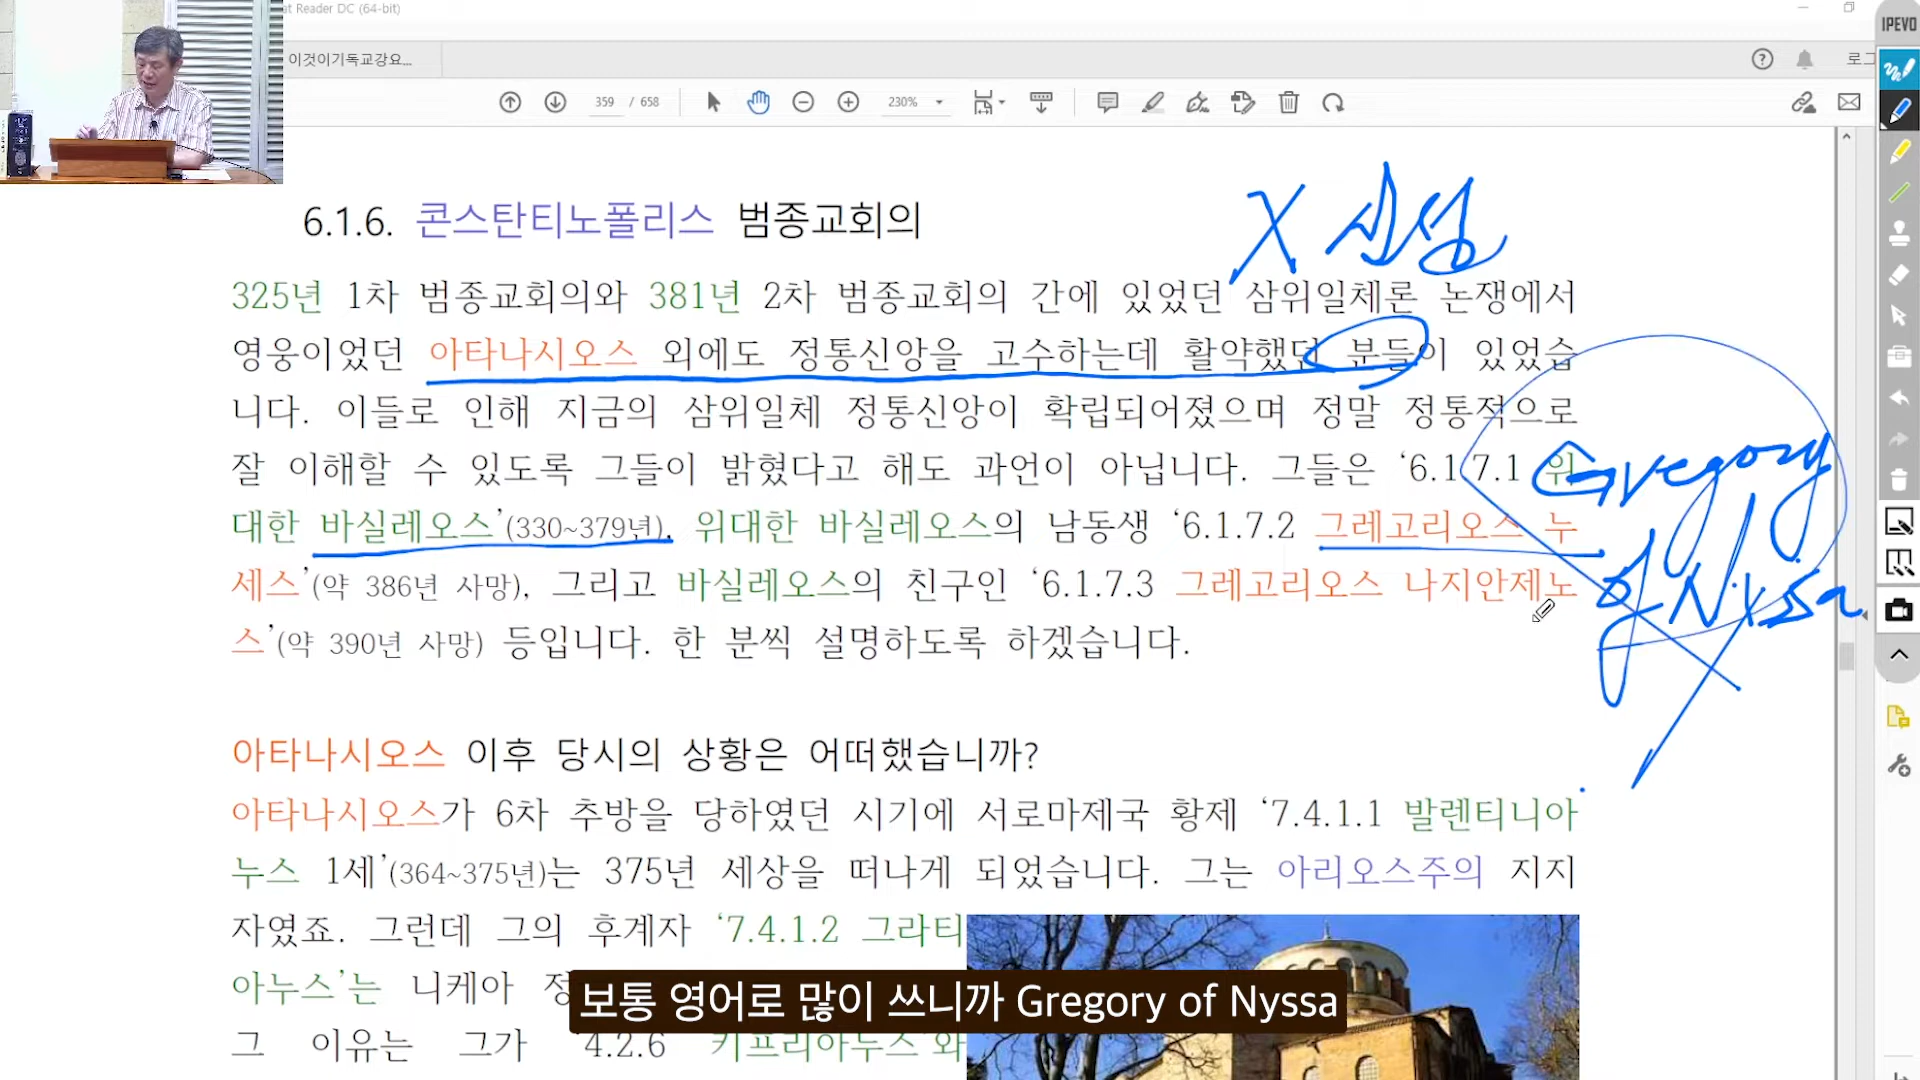 at Reader DC (64-bit)
IPEVO
이것이기독교강요...
로그
359 / 658
230%
X 신성
6.1.6. 콘스탄티노폴리스 범종교회의
325년 1차 범종교회의와 381년 2차 범종교회의 간에 있었던 삼위일체론 논쟁에서
영웅이었던 아타나시오스 외에도 정통신앙을 고수하는데 활약했던 분들이 있었습
니다. 이들로 인해 지금의 삼위일체 정통신앙이 확립되어졌으며 정말 정통적으로
잘 이해할 수 있도록 그들이 밝혔다고 해도 과언이 아닙니다. 그들은 ‘6.1.7.1 위
대한 바실레오스’(330~379년), 위대한 바실레오스의 남동생 ‘6.1.7.2 그레고리오스 누
세스’(약 386년 사망), 그리고 바실레오스의 친구인 ‘6.1.7.3 그레고리오스 나지안제노
스’(약 390년 사망) 등입니다. 한 분씩 설명하도록 하겠습니다.
Gregory
of Nyssa
아타나시오스 이후 당시의 상황은 어떠했습니까?
아타나시오스가 6차 추방을 당하였던 시기에 서로마제국 황제 ‘7.4.1.1 발렌티니아
누스 1세’(364~375년)는 375년 세상을 떠나게 되었습니다. 그는 아리오스주의 지지
자였죠. 그런데 그의 후계자 ‘7.4.1.2 그라티
아누스’는 니케아 정
그 이유는 그가 ‘4.2.6 키프리아누스’와
보통 영어로 많이 쓰니까 Gregory of Nyssa